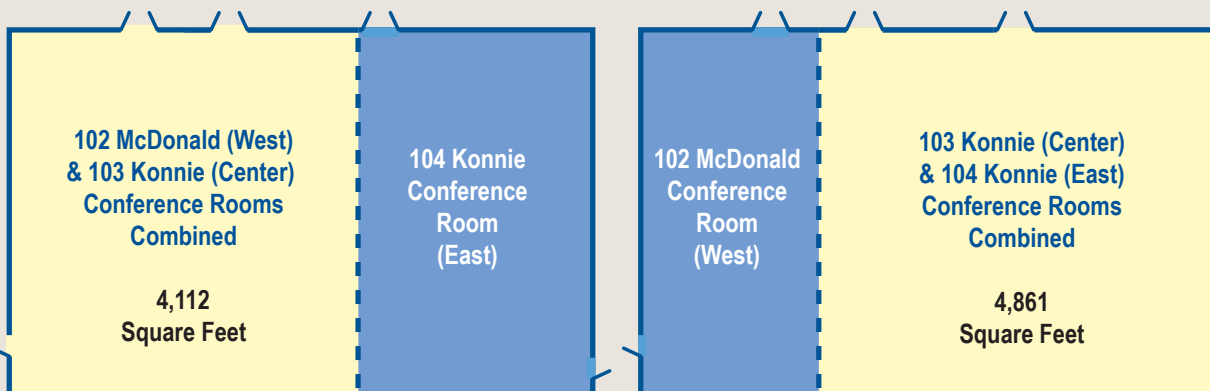 102 McDonald (West)
& 103 Konnie (Center)
Conference Rooms
Combined
4,112
Square Feet
104 Konnie
Conference
Room
(East)
102 McDonald
Conference
Room
(West)
103 Konnie (Center)
& 104 Konnie (East)
Conference Rooms
Combined
4,861
Square Feet